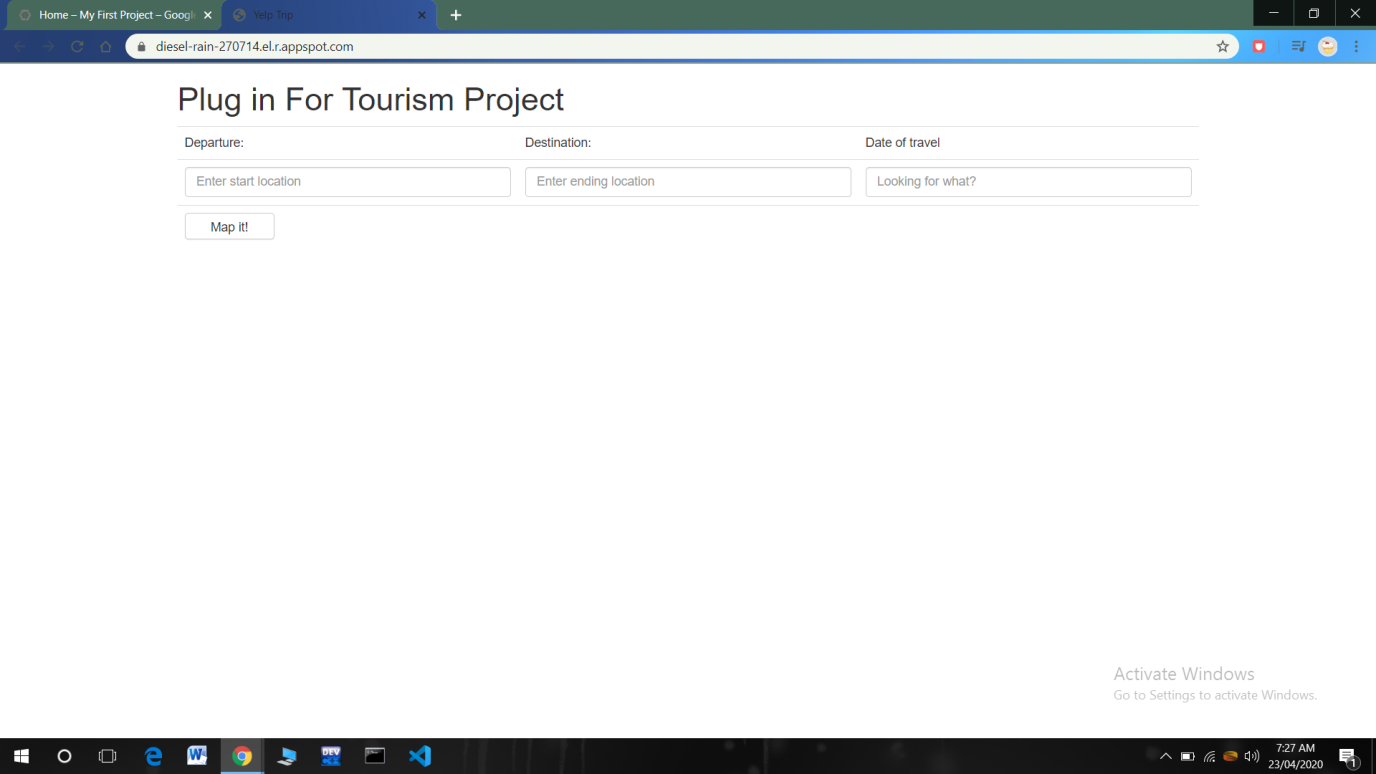 Home – My First Project – Googl
Yelp Trip
diesel-rain-270714.el.r.appspot.com
Plug in For Tourism Project
Departure: Destination: Date of travel
Enter start location Enter ending location Looking for what?
Map it!
Activate Windows
Go to Settings to activate Windows.
DEV
7:27 AM
23/04/2020
1